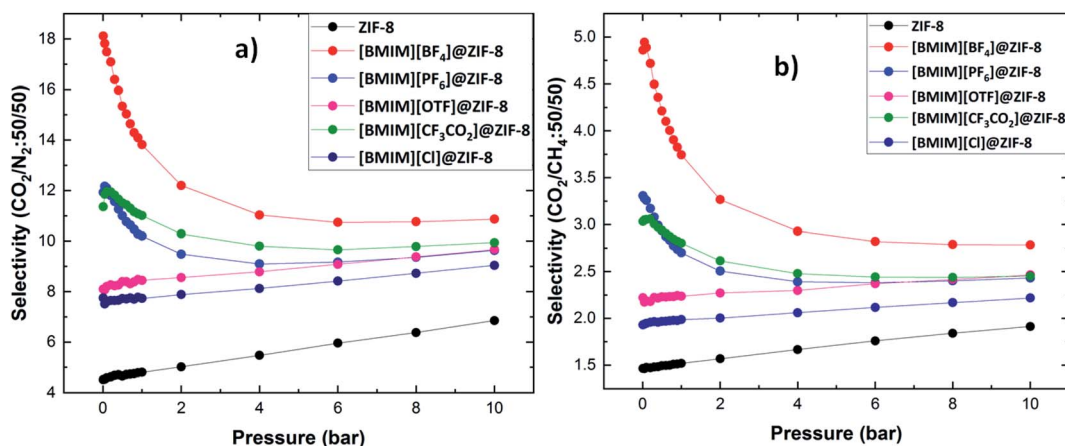 a)
Selectivity (CO₂/N₂:50/50)
18
16
14
12
10
8
6
4
ZIF-8
[BMIM][BF₄]@ZIF-8
[BMIM][PF₆]@ZIF-8
[BMIM][OTF]@ZIF-8
[BMIM][CF₃CO₂]@ZIF-8
[BMIM][Cl]@ZIF-8
0 2 4 6 8 10
Pressure (bar)
b)
Selectivity (CO₂/CH₄:50/50)
5.0
4.5
4.0
3.5
3.0
2.5
2.0
1.5
ZIF-8
[BMIM][BF₄]@ZIF-8
[BMIM][PF₆]@ZIF-8
[BMIM][OTF]@ZIF-8
[BMIM][CF₃CO₂]@ZIF-8
[BMIM][Cl]@ZIF-8
0 2 4 6 8 10
Pressure (bar)